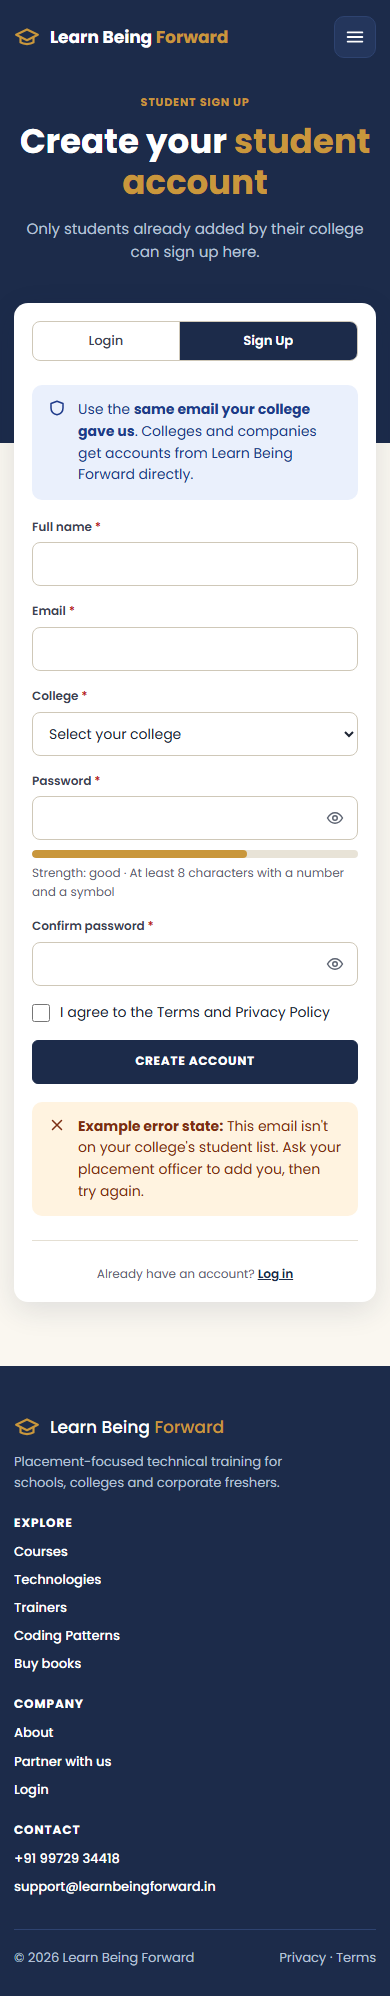 Learn Being Forward
STUDENT SIGN UP
Create your student
account
Only students already added by their college
can sign up here.
Login
Sign Up
Use the same email your college
gave us. Colleges and companies
get accounts from Learn Being
Forward directly.
Full name *
Email *
College *
Select your college
Password *
Strength: good · At least 8 characters with a number
and a symbol
Confirm password *
I agree to the Terms and Privacy Policy
CREATE ACCOUNT
Example error state: This email isn't
on your college's student list. Ask your
placement officer to add you, then
try again.
Already have an account? Log in
Learn Being Forward
Placement-focused technical training for
schools, colleges and corporate freshers.
EXPLORE
Courses
Technologies
Trainers
Coding Patterns
Buy books
COMPANY
About
Partner with us
Login
CONTACT
+91 99729 34418
support@learnbeingforward.in
© 2026 Learn Being Forward
Privacy · Terms